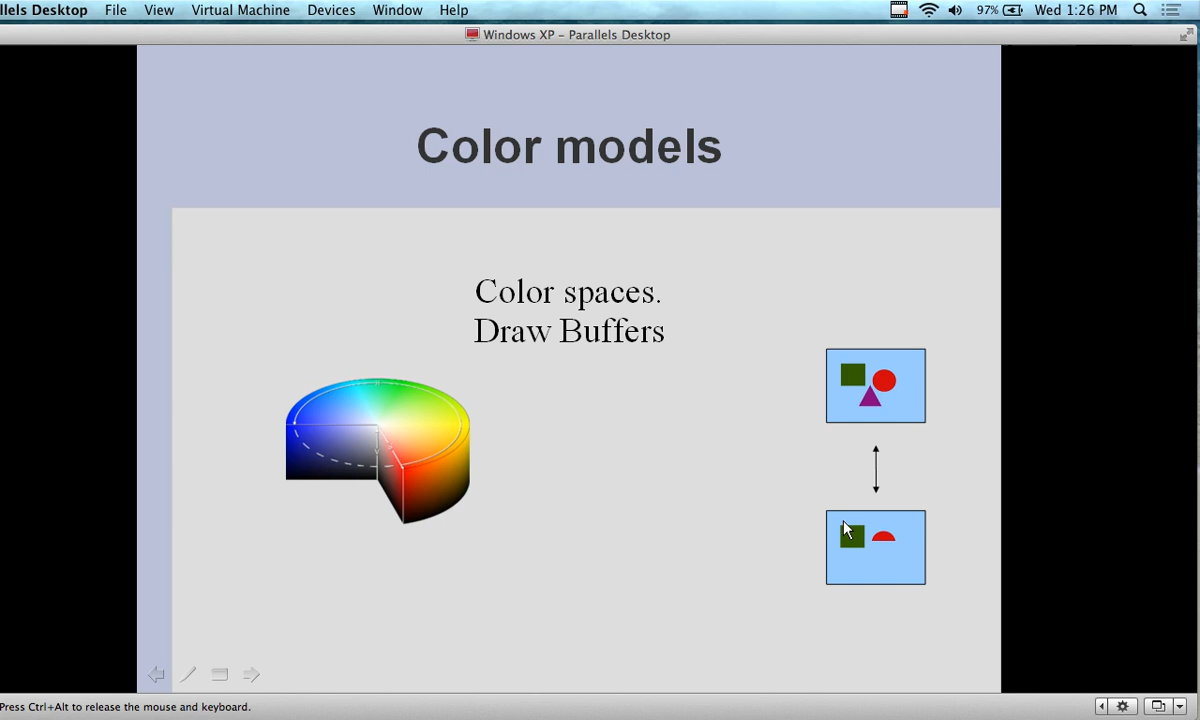 llels Desktop File View Virtual Machine Devices Window Help 97% Wed 1:26 PM
Windows XP - Parallels Desktop
Color models
Color spaces.
Draw Buffers
Press Ctrl+Alt to release the mouse and keyboard.